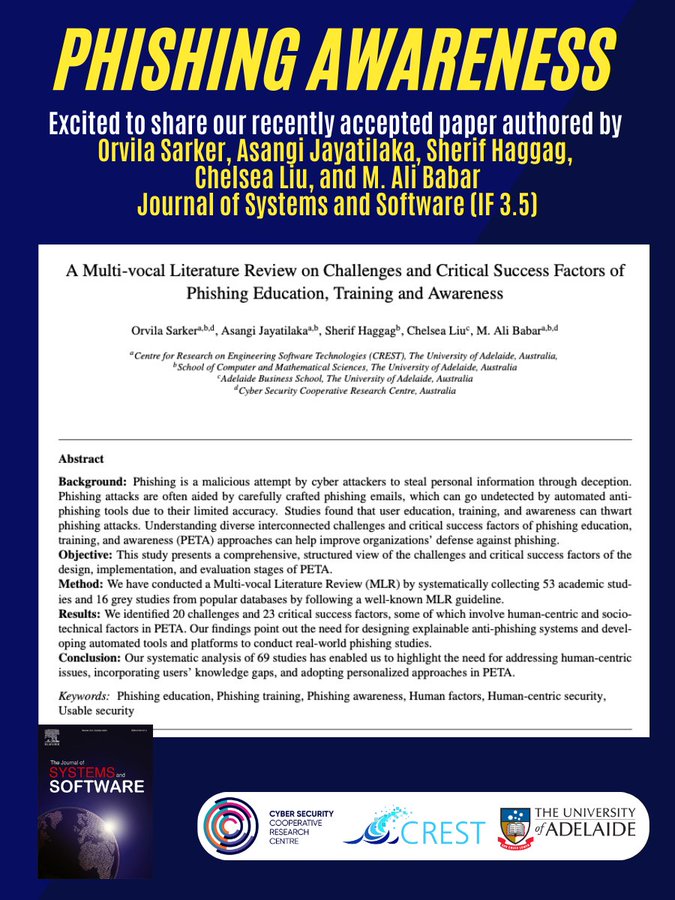 PHISHING AWARENESS
Excited to share our recently accepted paper authored by
Orvila Sarker, Asangi Jayatilaka, Sherif Haggag,
Chelsea Liu, and M. Ali Babar
Journal of Systems and Software (IF 3.5)
A Multi-vocal Literature Review on Challenges and Critical Success Factors of
Phishing Education, Training and Awareness
Orvila Sarker^a,b,d, Asangi Jayatilaka^a,b, Sherif Haggag^b, Chelsea Liu^c, M. Ali Babar^a,b,d
^aCentre for Research on Engineering Software Technologies (CREST), The University of Adelaide, Australia,
^bSchool of Computer and Mathematical Sciences, The University of Adelaide, Australia
^cAdelaide Business School, The University of Adelaide, Australia
^dCyber Security Cooperative Research Centre, Australia
Abstract
Background: Phishing is a malicious attempt by cyber attackers to steal personal information through deception.
Phishing attacks are often aided by carefully crafted phishing emails, which can go undetected by automated anti-
phishing tools due to their limited accuracy. Studies found that user education, training, and awareness can thwart
phishing attacks. Understanding diverse interconnected challenges and critical success factors of phishing education,
training, and awareness (PETA) approaches can help improve organizations' defense against phishing.
Objective: This study presents a comprehensive, structured view of the challenges and critical success factors of the
design, implementation, and evaluation stages of PETA.
Method: We have conducted a Multi-vocal Literature Review (MLR) by systematically collecting 53 academic stud-
ies and 16 grey studies from popular databases by following a well-known MLR guideline.
Results: We identified 20 challenges and 23 critical success factors, some of which involve human-centric and socio-
technical factors in PETA. Our findings point out the need for designing explainable anti-phishing systems and devel-
oping automated tools and platforms to conduct real-world phishing studies.
Conclusion: Our systematic analysis of 69 studies has enabled us to highlight the need for addressing human-centric
issues, incorporating users' knowledge gaps, and adopting personalized approaches in PETA.
Keywords: Phishing education, Phishing training, Phishing awareness, Human factors, Human-centric security,
Usable security
The Journal of
SYSTEMS and
SOFTWARE
CYBER SECURITY
COOPERATIVE
RESEARCH
CENTRE
CREST
THE UNIVERSITY
of ADELAIDE